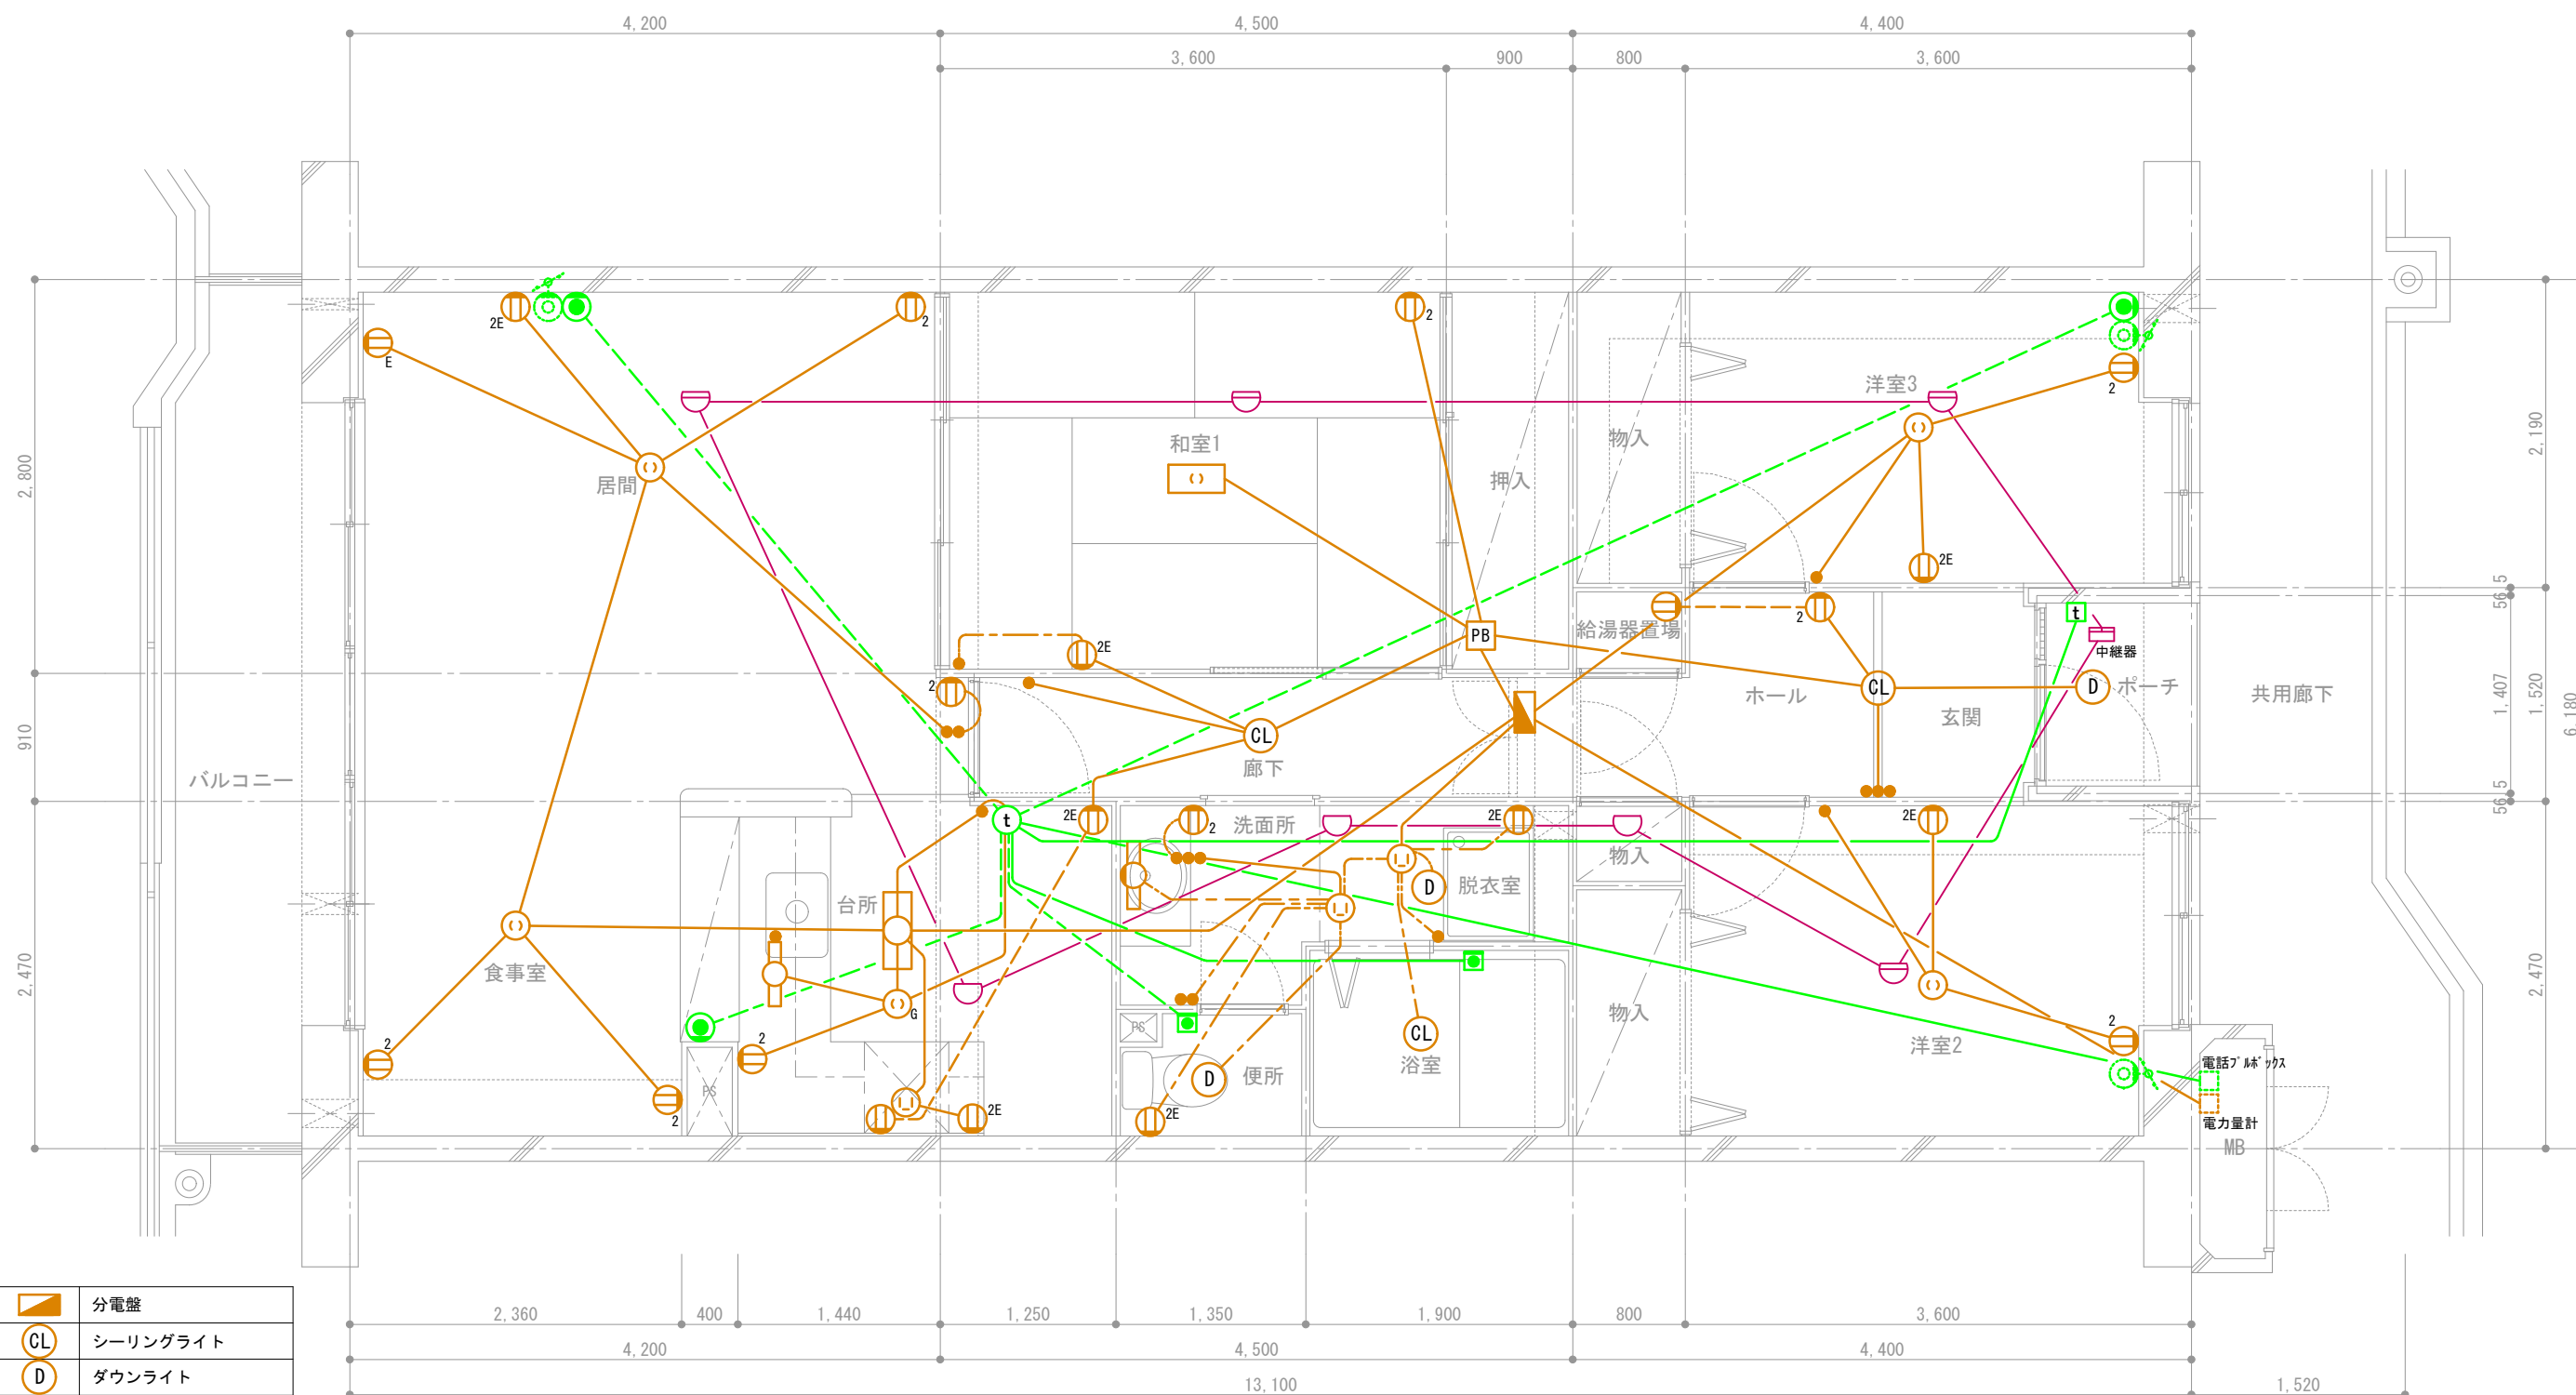 4,200
4,500
4,400
3,600
900
800
3,600
2E
2
2
E
洋室3
2
和室1
物入
2,190
2,800
押入
居間
2E
56.5
t
PB
給湯器置場
2
2E
中継器
2
CL
D
ポーチ
ホール
共用廊下
玄関
1,407
1,520
6,180
910
CL
廊下
バルコニー
56.5
t
2E
2
洗面所
2E
2E
物入
D
脱衣室
台所
食事室
2,470
2,470
G
PS
CL
物入
2
洋室2
2
2
浴室
電話プルボックス
D
便所
PS
2
2E
2E
電力量計
MB
分電盤
2,360
400
1,440
1,250
1,350
1,900
800
3,600
CL
シーリングライト
4,200
4,500
4,400
D
ダウンライト
13,100
1,520